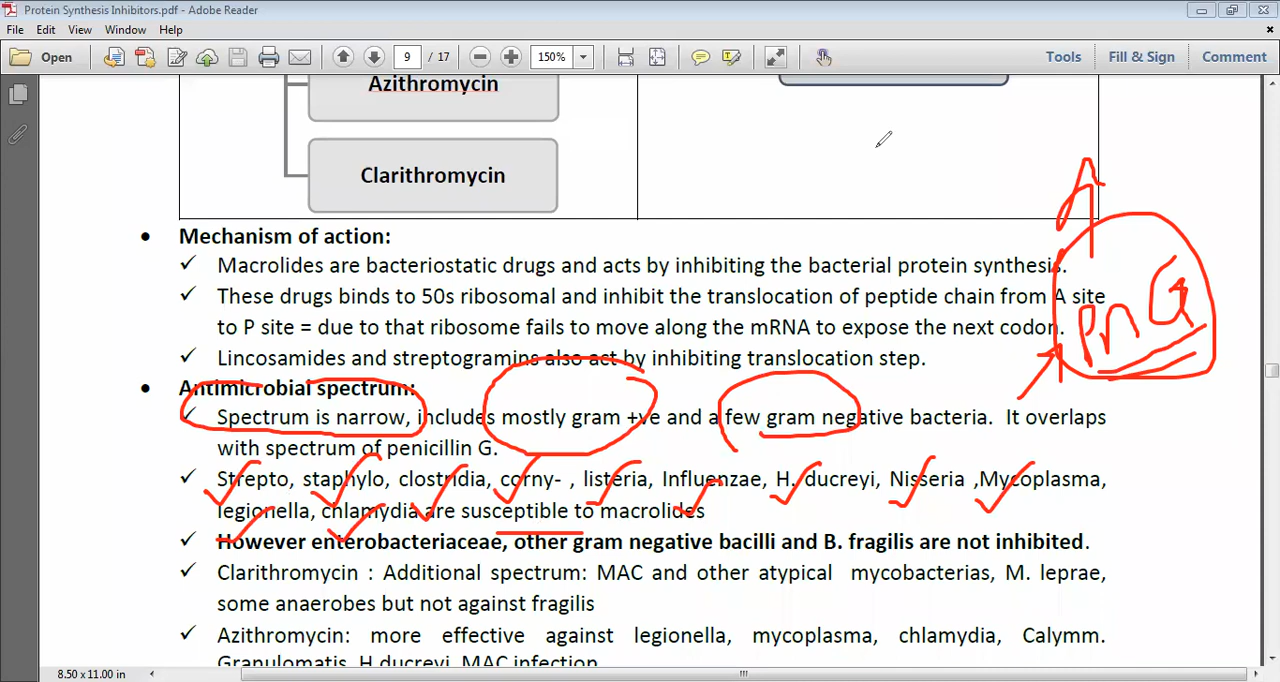 Protein Synthesis Inhibitors.pdf - Adobe Reader
File Edit View Window Help
Open 9 / 17 150% Tools Fill & Sign Comment
Azithromycin
Clarithromycin
• Mechanism of action:
✓ Macrolides are bacteriostatic drugs and acts by inhibiting the bacterial protein synthesis.
✓ These drugs binds to 50s ribosomal and inhibit the translocation of peptide chain from A site
to P site = due to that ribosome fails to move along the mRNA to expose the next codon.
PnG
✓ Lincosamides and streptogramins also act by inhibiting translocation step.
• Antimicrobial spectrum:
✓ Spectrum is narrow, includes mostly gram +ve and a few gram negative bacteria. It overlaps
with spectrum of penicillin G.
✓ Strepto, staphylo, clostridia, corny- , listeria, Influenzae, H. ducreyi, Nisseria ,Mycoplasma,
legionella, chlamydia are susceptible to macrolides
✓ However enterobacteriaceae, other gram negative bacilli and B. fragilis are not inhibited.
✓ Clarithromycin : Additional spectrum: MAC and other atypical mycobacterias, M. leprae,
some anaerobes but not against fragilis
✓ Azithromycin: more effective against legionella, mycoplasma, chlamydia, Calymm.
Granulomatis, H.ducreyi, MAC infection
8.50 x 11.00 in